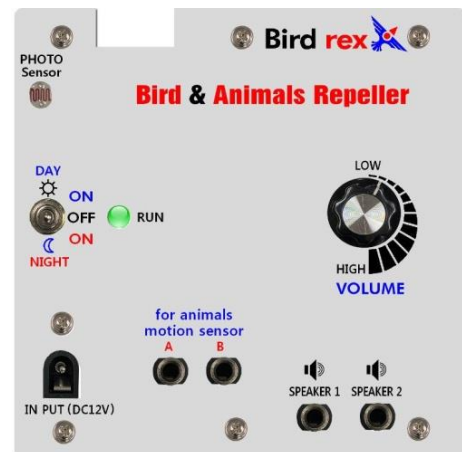 Bird rex
PHOTO
Sensor
Bird & Animals Repeller
DAY
ON
OFF
ON
NIGHT
RUN
LOW
HIGH
VOLUME
for animals
motion sensor
A B
IN PUT (DC12V)
SPEAKER 1 SPEAKER 2